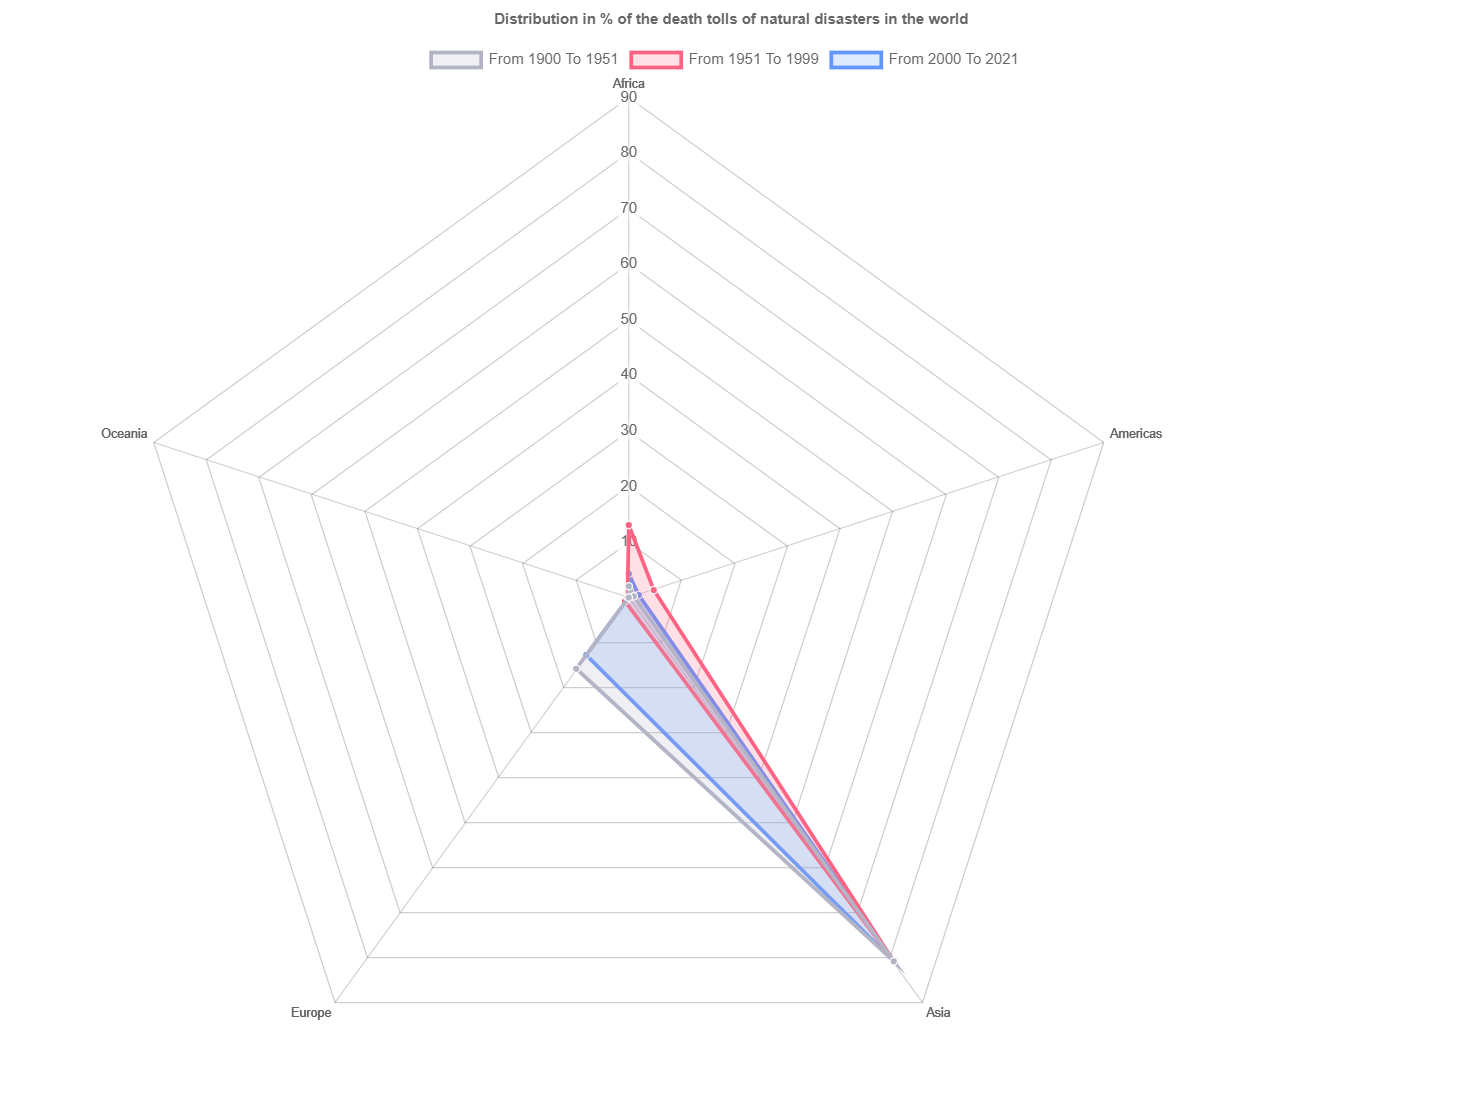 Distribution in % of the death tolls of natural disasters in the world
From 1900 To 1951 From 1951 To 1999 From 2000 To 2021
Africa
90
80
70
60
50
40
30
20
10
Oceania
Americas
Europe
Asia